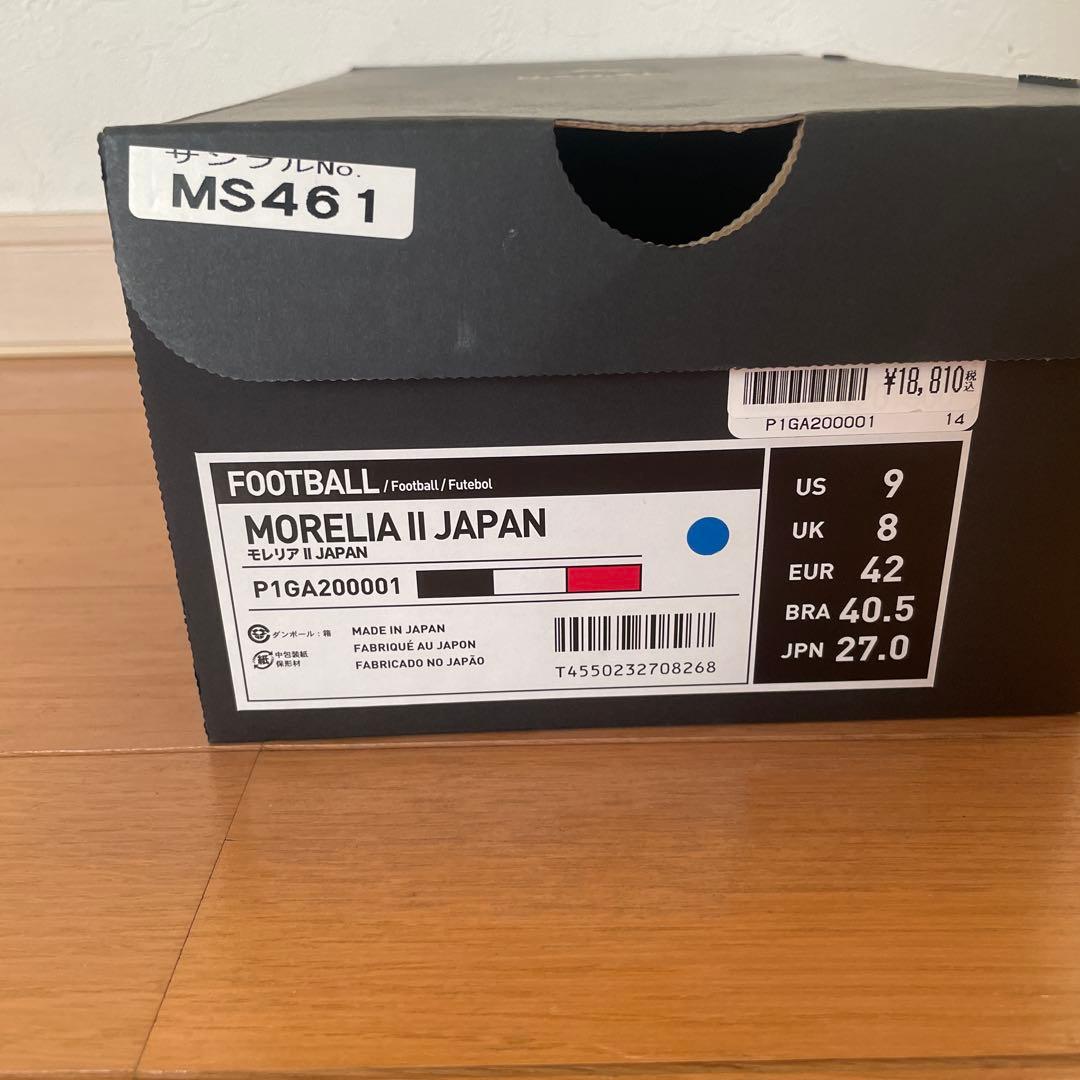 サンプルNo.
MS461
¥18,810税込
P1GA200001 14
FOOTBALL / Football / Futebol
MORELIA II JAPAN
モレリア II JAPAN
P1GA200001
ダンボール：箱
紙 中包装紙
保形材
MADE IN JAPAN
FABRIQUÉ AU JAPON
FABRICADO NO JAPÃO
T4550232708268
US 9
UK 8
EUR 42
BRA 40.5
JPN 27.0